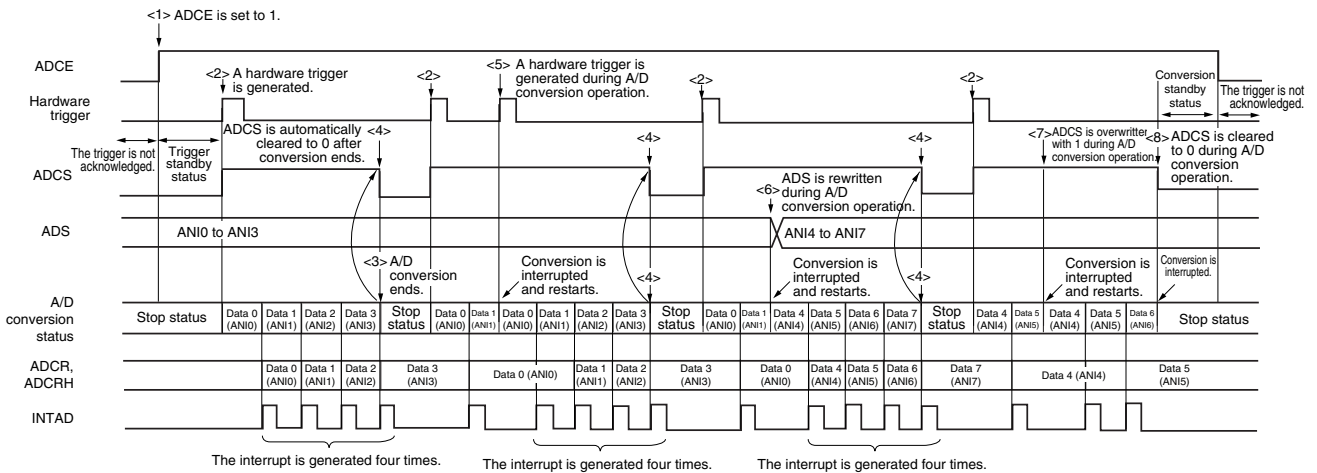 <1> ADCE is set to 1.
ADCE
<2> A hardware trigger
is generated.
<2>
<5> A hardware trigger is
generated during A/D
conversion operation.
<2>
<2>
Conversion
standby
status
The trigger is not
acknowledged.
Hardware
trigger
The trigger is not
acknowledged.
Trigger
standby
status
ADCS is automatically
cleared to 0 after
conversion ends.
<4>
<4>
<4>
<7> ADCS is overwritten
with 1 during A/D
conversion operation.
<8> ADCS is cleared
to 0 during A/D
conversion
operation.
ADCS
<6>
ADS is rewritten
during A/D
conversion operation.
ADS
ANI0 to ANI3
ANI4 to ANI7
<3> A/D
conversion
ends.
Conversion is
interrupted
and restarts.
<4>
Conversion is
interrupted
and restarts.
<4>
Conversion is
interrupted
and restarts.
Conversion is
interrupted.
A/D
conversion
status
Stop status
Data 0
(ANI0)
Data 1
(ANI1)
Data 2
(ANI2)
Data 3
(ANI3)
Stop
status
Data 0
(ANI0)
Data 1
(ANI1)
Data 0
(ANI0)
Data 1
(ANI1)
Data 2
(ANI2)
Data 3
(ANI3)
Stop
status
Data 0
(ANI0)
Data 1
(ANI1)
Data 4
(ANI4)
Data 5
(ANI5)
Data 6
(ANI6)
Data 7
(ANI7)
Stop
status
Data 4
(ANI4)
Data 5
(ANI5)
Data 4
(ANI4)
Data 5
(ANI5)
Data 6
(ANI6)
Stop status
ADCR,
ADCRH
Data 0
(ANI0)
Data 1
(ANI1)
Data 2
(ANI2)
Data 3
(ANI3)
Data 0 (ANI0)
Data 1
(ANI1)
Data 2
(ANI2)
Data 3
(ANI3)
Data 0
(ANI0)
Data 4
(ANI4)
Data 5
(ANI5)
Data 6
(ANI6)
Data 7
(ANI7)
Data 4 (ANI4)
Data 5
(ANI5)
INTAD
The interrupt is generated four times.
The interrupt is generated four times.
The interrupt is generated four times.